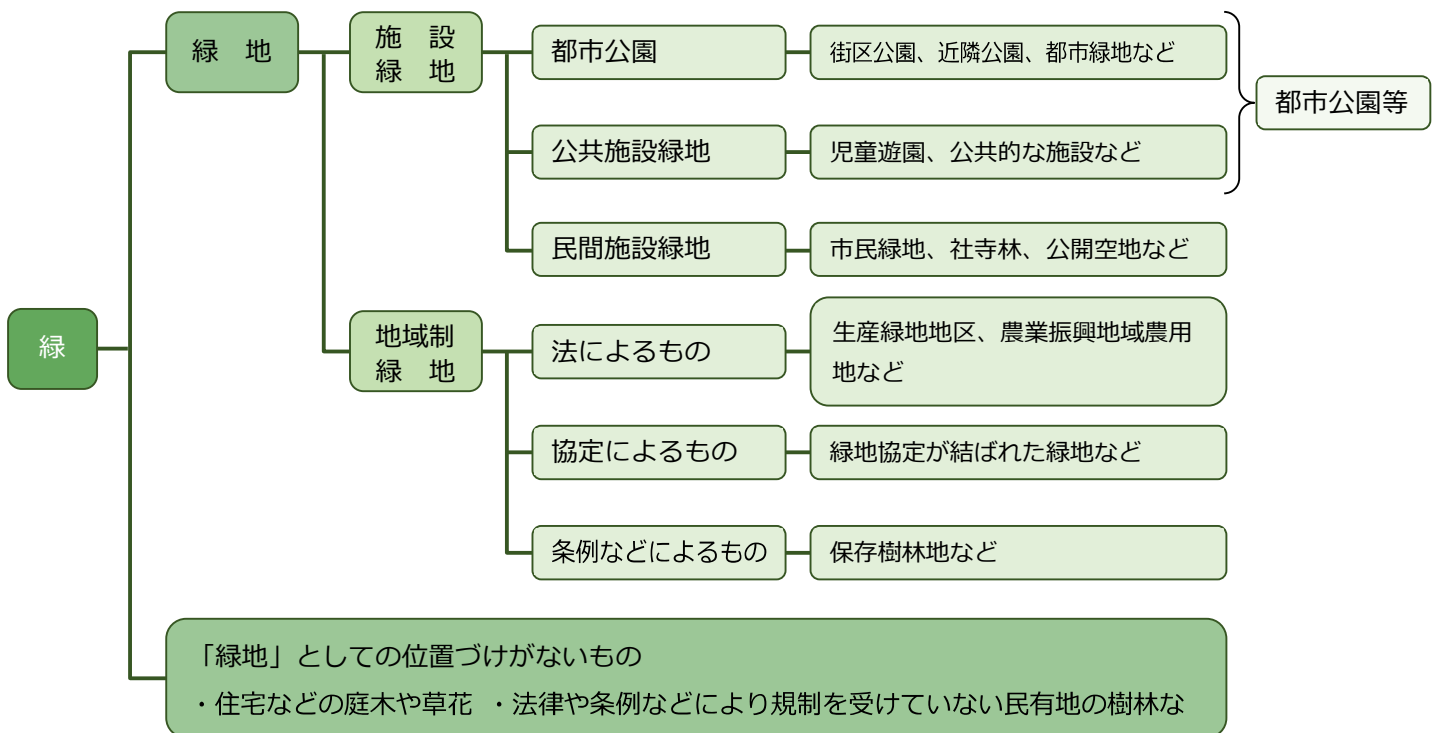 緑　地
施　設
緑　地
都市公園
街区公園、近隣公園、都市緑地など
都市公園等
公共施設緑地
児童遊園、公共的な施設など
民間施設緑地
市民緑地、社寺林、公開空地など
緑
地域制
緑　地
法によるもの
生産緑地地区、農業振興地域農用
地など
協定によるもの
緑地協定が結ばれた緑地など
条例などによるもの
保存樹林地など
「緑地」としての位置づけがないもの
・住宅などの庭木や草花　・法律や条例などにより規制を受けていない民有地の樹林な